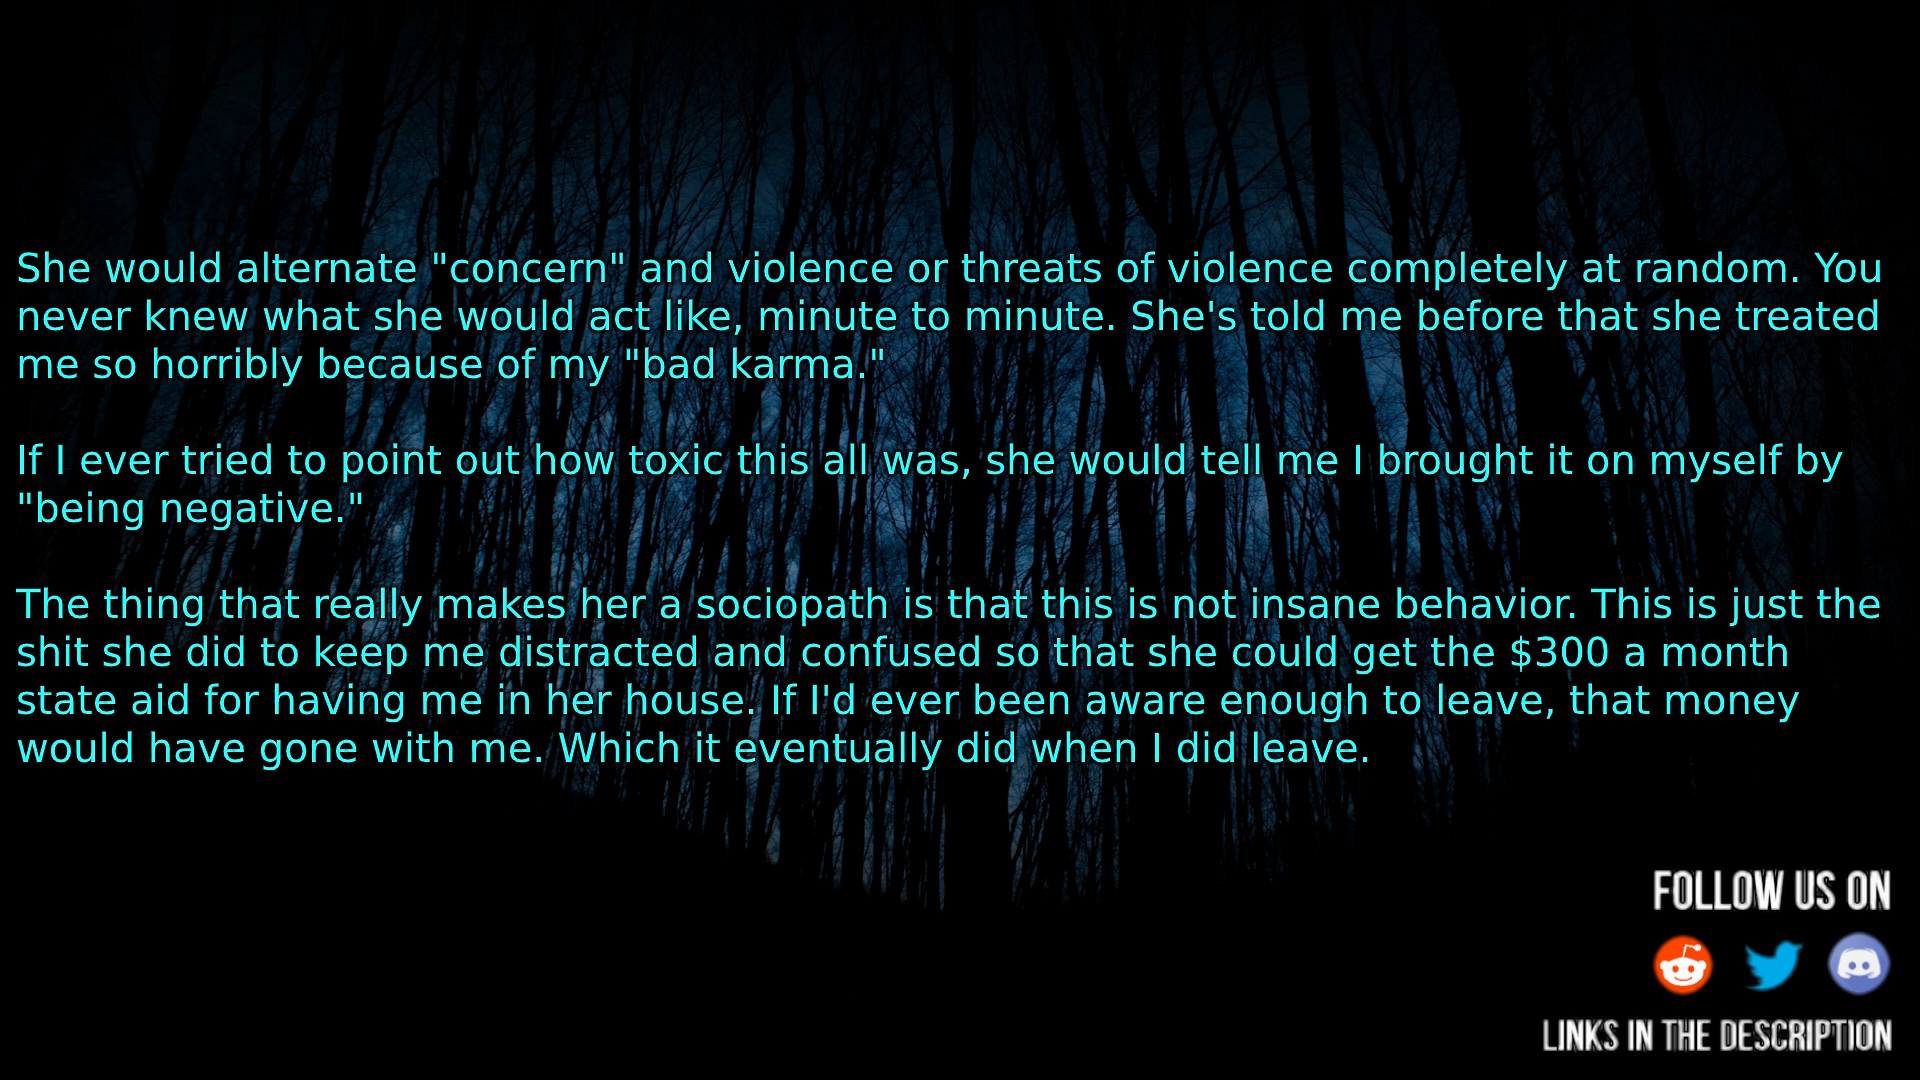 She would alternate "concern" and violence or threats of violence completely at random. You
never knew what she would act like, minute to minute. She's told me before that she treated
me so horribly because of my "bad karma."
If I ever tried to point out how toxic this all was, she would tell me I brought it on myself by
"being negative."
The thing that really makes her a sociopath is that this is not insane behavior. This is just the
shit she did to keep me distracted and confused so that she could get the $300 a month
state aid for having me in her house. If I'd ever been aware enough to leave, that money
would have gone with me. Which it eventually did when I did leave.
FOLLOW US ON
LINKS IN THE DESCRIPTION